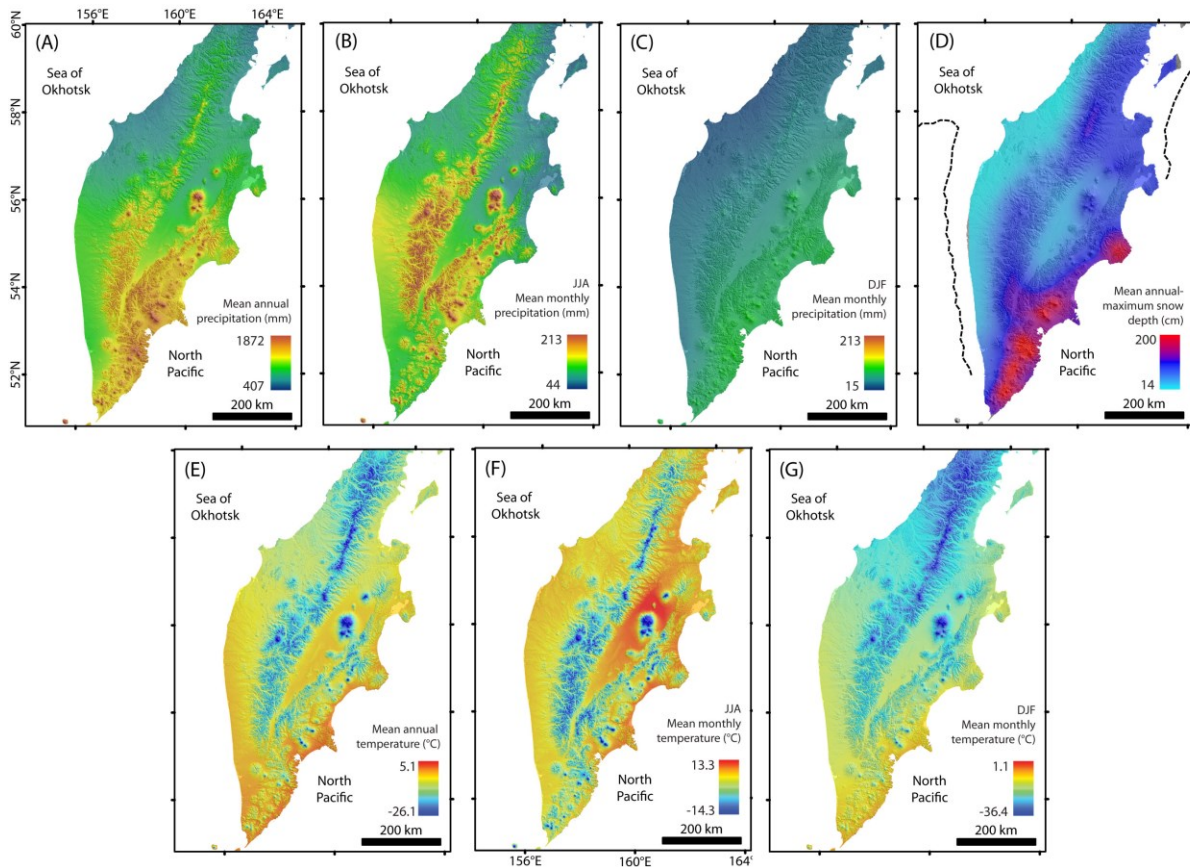 156°E 160°E 164°E
60°N
58°N
56°N
54°N
52°N
(A)
Sea of
Okhotsk
Mean annual
precipitation (mm)
1872
407
North
Pacific
200 km
(B)
Sea of
Okhotsk
JJA
Mean monthly
precipitation (mm)
213
44
North
Pacific
200 km
(C)
Sea of
Okhotsk
DJF
Mean monthly
precipitation (mm)
213
15
North
Pacific
200 km
(D)
Sea of
Okhotsk
Mean annual-
maximum snow
depth (cm)
200
14
North
Pacific
200 km
(E)
Sea of
Okhotsk
Mean annual
temperature (°C)
5.1
-26.1
North
Pacific
200 km
(F)
Sea of
Okhotsk
JJA
Mean monthly
temperature (°C)
13.3
-14.3
North
Pacific
200 km
156°E 160°E 164°E
(G)
Sea of
Okhotsk
DJF
Mean monthly
temperature (°C)
1.1
-36.4
North
Pacific
200 km